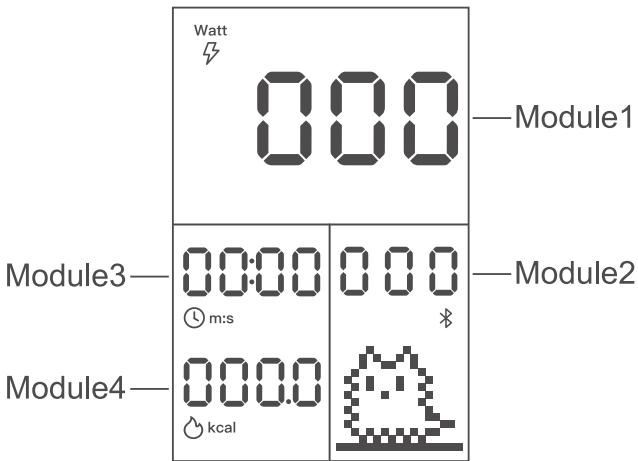 Watt
000
Module1
Module3
00:00
000
Module2
m:s
Module4
000.0
kcal